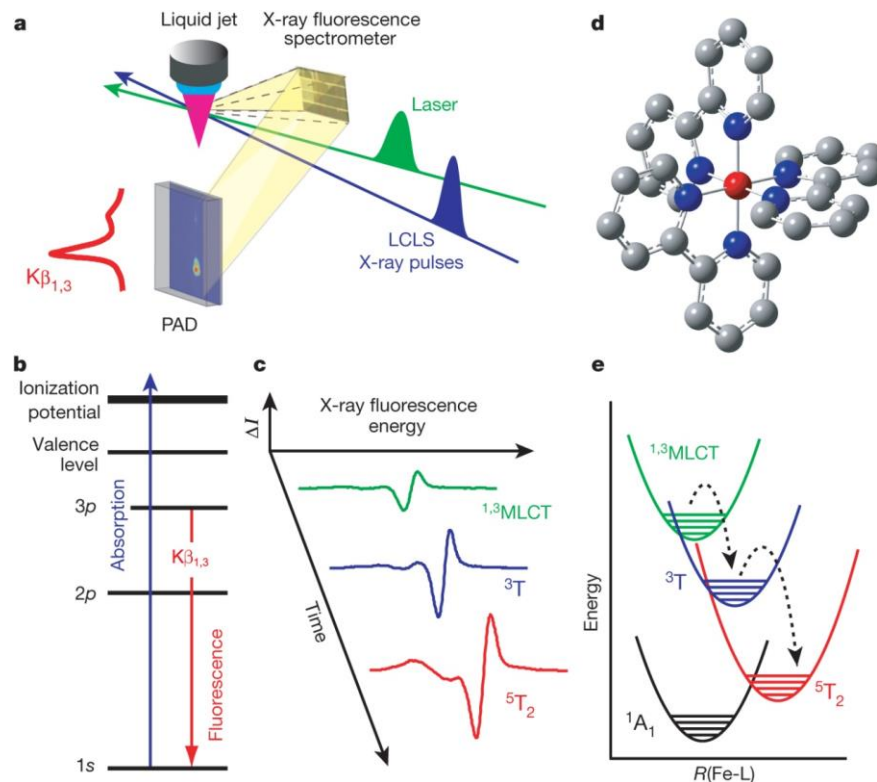 a
Liquid jet
X-ray fluorescence
spectrometer
Laser
LCLS
X-ray pulses
Kβ1,3
PAD
b
Ionization
potential
Valence
level
3p
2p
1s
Absorption
Kβ1,3
Fluorescence
c
ΔI
X-ray fluorescence
energy
1,3MLCT
3T
5T2
Time
d
e
1,3MLCT
3T
5T2
1A1
Energy
R(Fe-L)